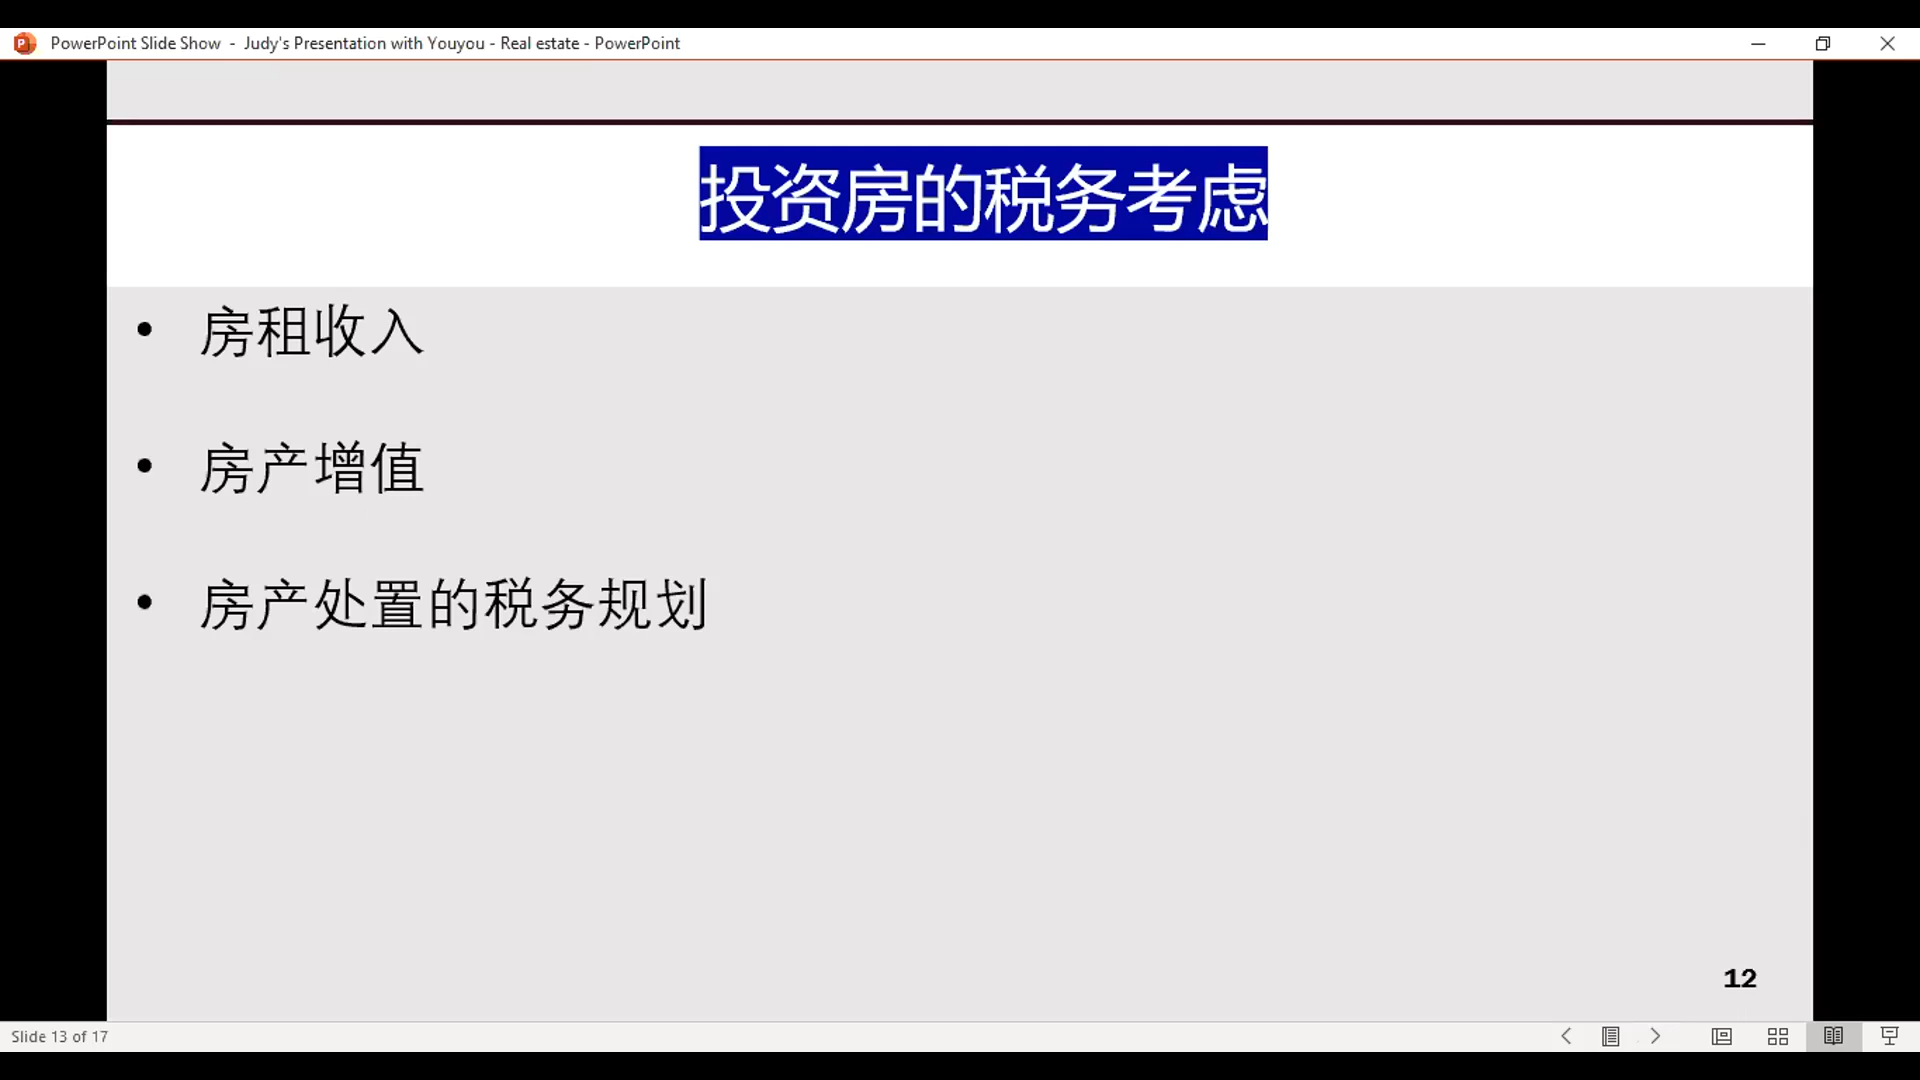 PowerPoint Slide Show - Judy's Presentation with Youyou - Real estate - PowerPoint
投资房的税务考虑
• 房租收入
• 房产增值
• 房产处置的税务规划
12
Slide 13 of 17